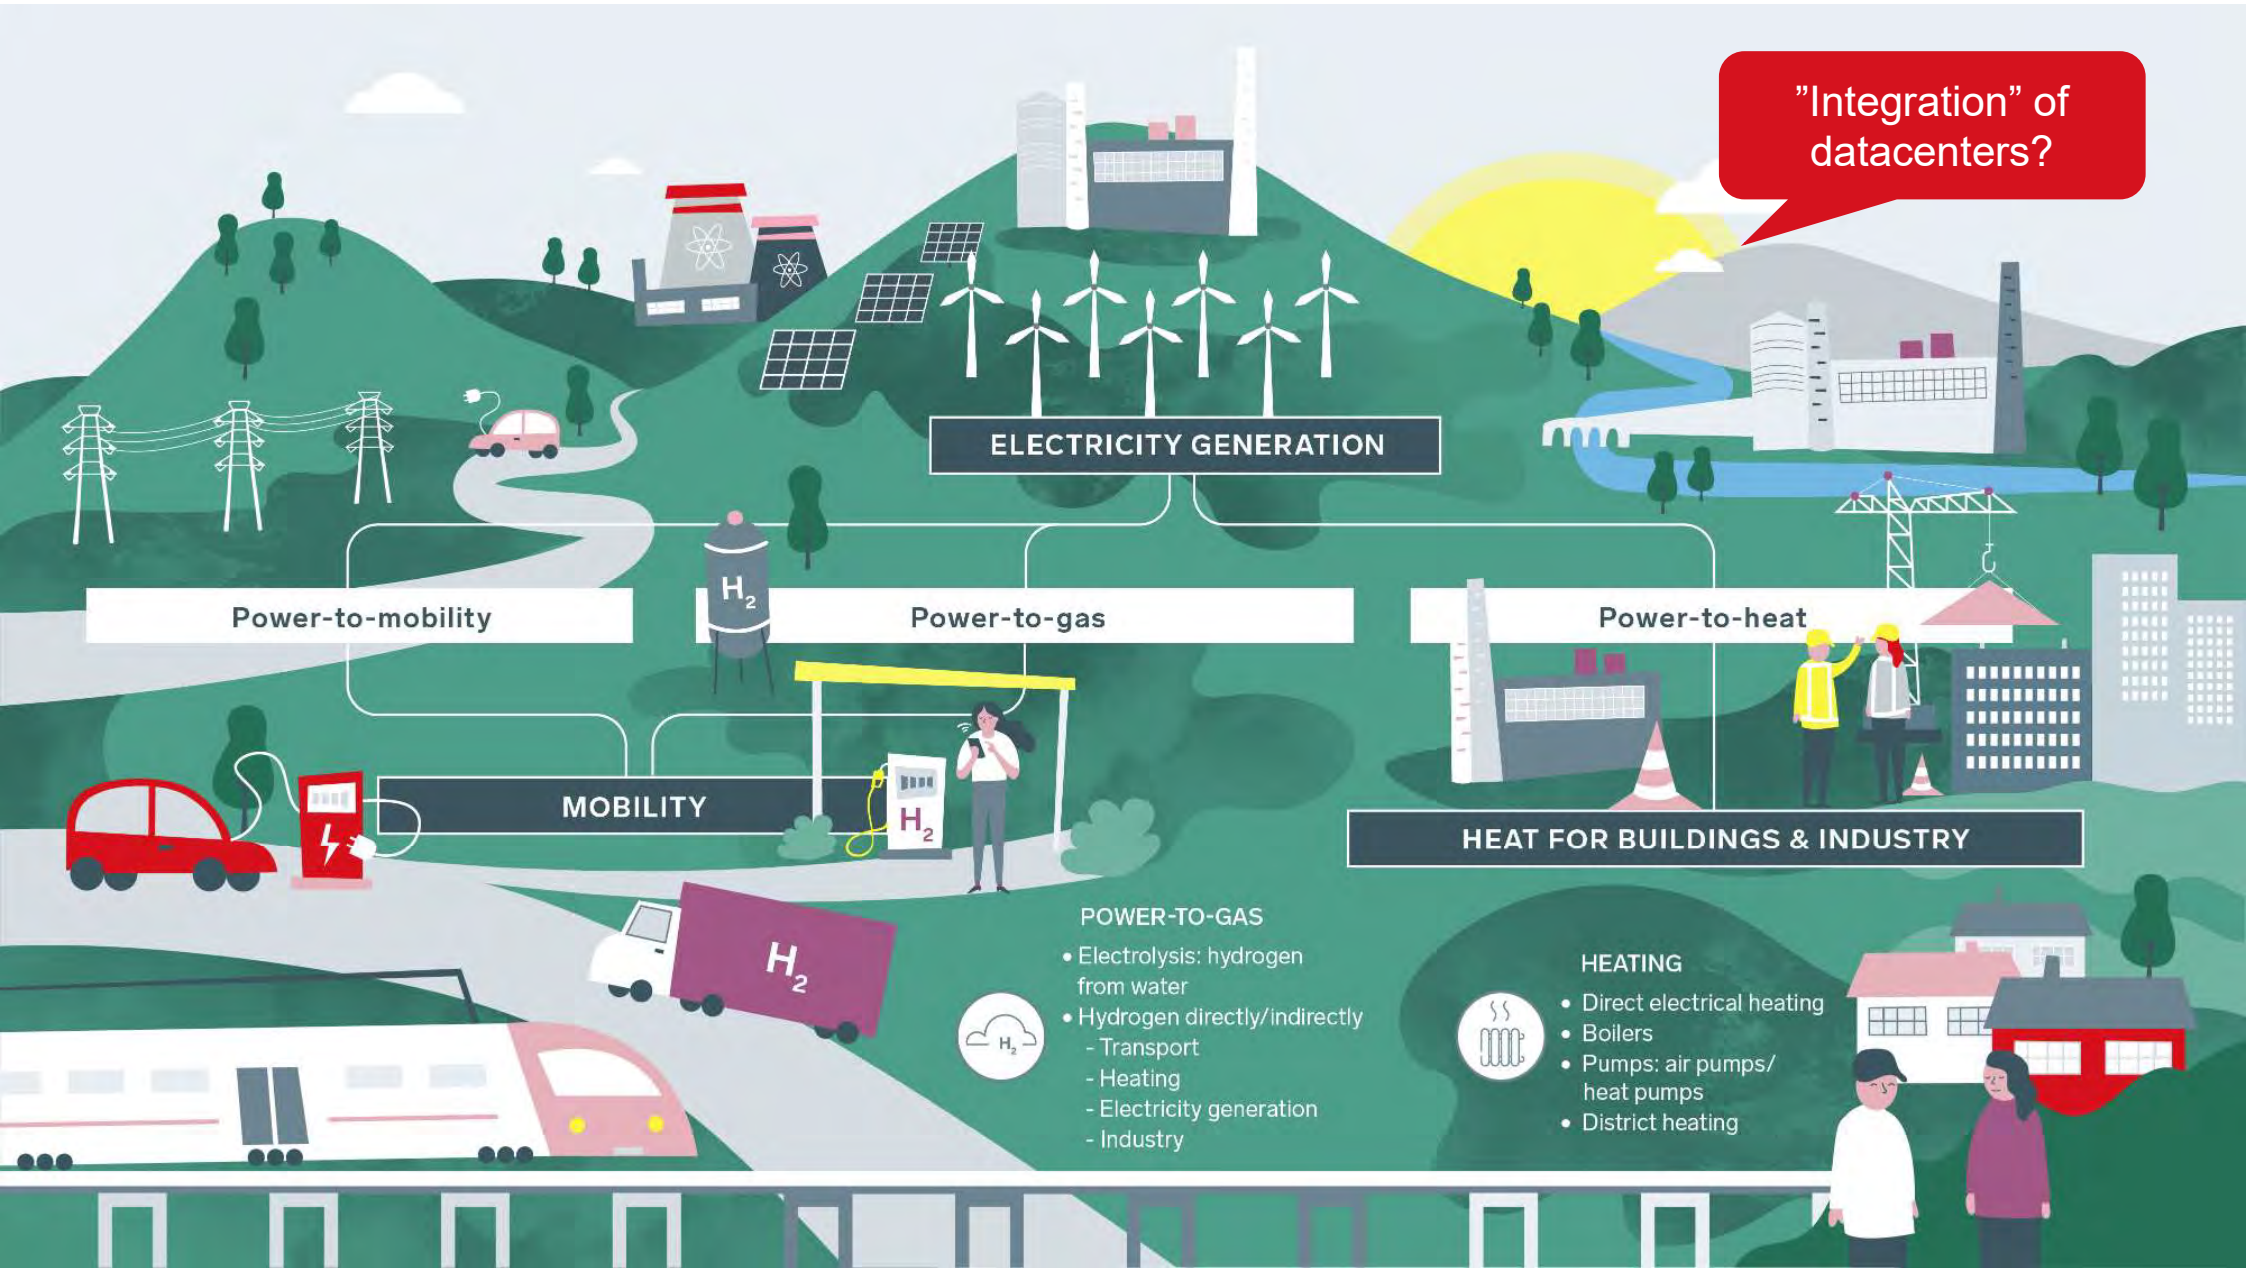 ”Integration” of
datacenters?
ELECTRICITY GENERATION
Power-to-mobility
H2
Power-to-gas
Power-to-heat
MOBILITY
H2
HEAT FOR BUILDINGS & INDUSTRY
H2
POWER-TO-GAS
• Electrolysis: hydrogen
from water
• Hydrogen directly/indirectly
- Transport
- Heating
- Electricity generation
- Industry
H2
HEATING
• Direct electrical heating
• Boilers
• Pumps: air pumps/
heat pumps
• District heating